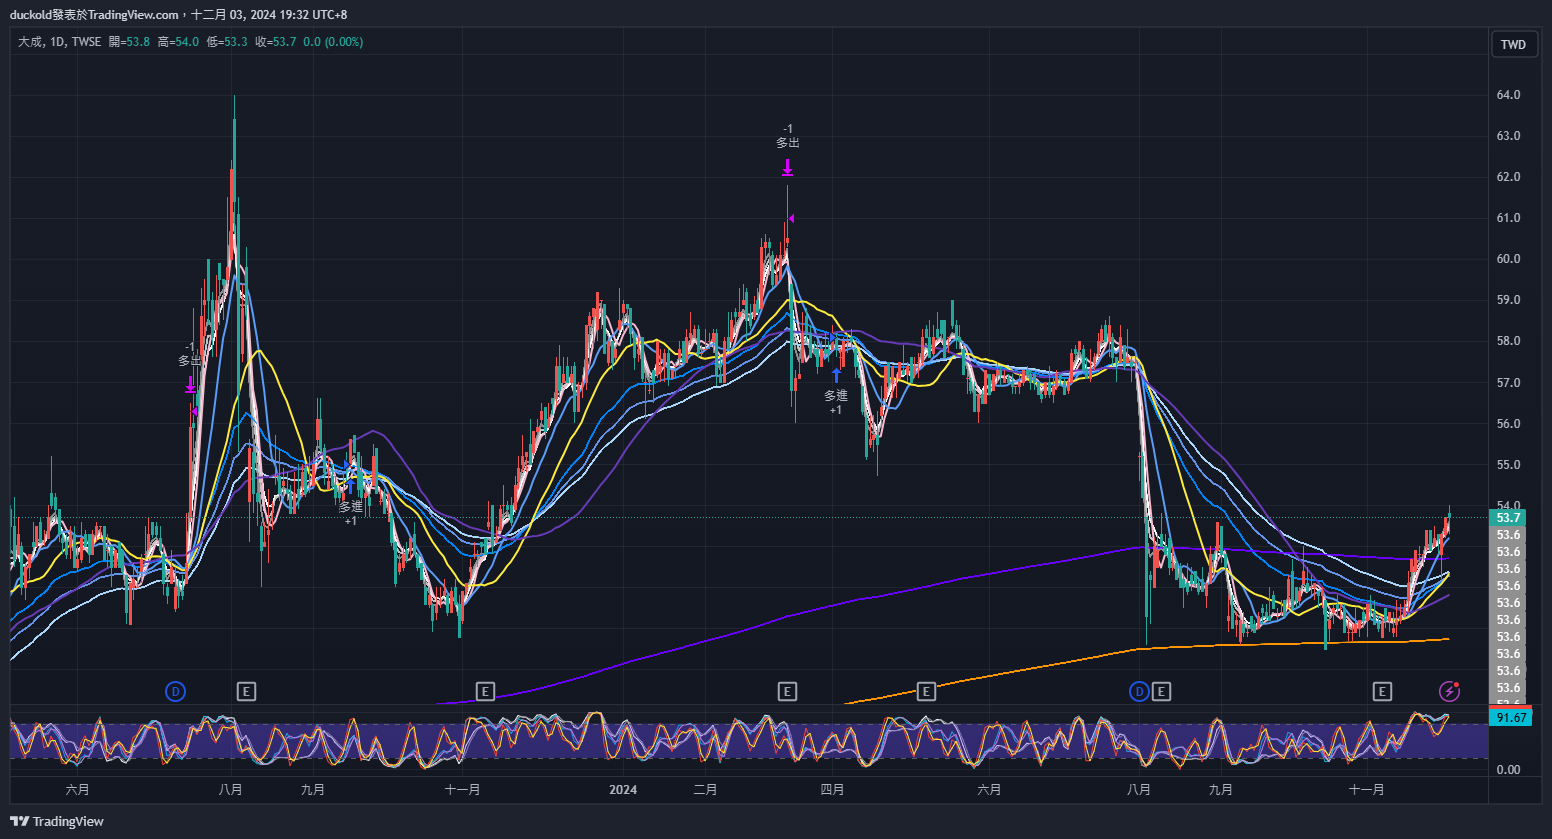 duckold發表於TradingView.com，十二月 03, 2024 19:32 UTC+8
大成, 1D, TWSE 開=53.8 高=54.0 低=53.3 收=53.7 0.0 (0.00%)
TWD
64.0
63.0
62.0
61.0
60.0
59.0
58.0
57.0
56.0
55.0
54.0
53.7
53.6
53.6
53.6
53.6
53.6
53.6
53.6
53.6
53.6
53.6
-1
多出
-1
多出
多進
+1
多進
+1
D
E
E
E
E
D
E
E
91.67
0.00
六月
八月
九月
十一月
2024
二月
四月
六月
八月
九月
十一月
TradingView